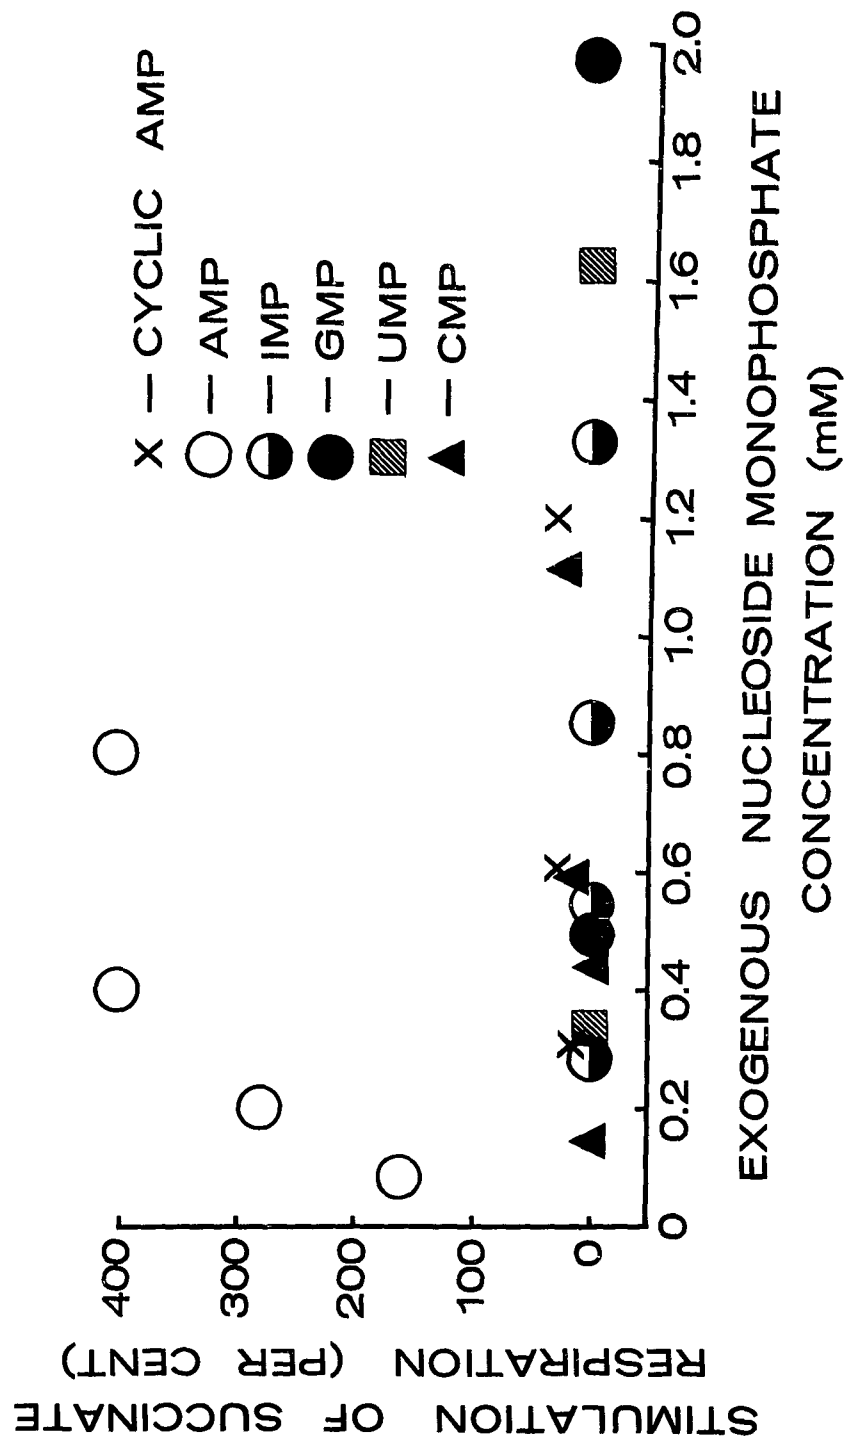 STIMULATION OF SUCCINATE
RESPIRATION (PER CENT)
400
300
200
100
0
X — CYCLIC AMP
— AMP
— IMP
— GMP
— UMP
— CMP
0 0.2 0.4 0.6 0.8 1.0 1.2 1.4 1.6 1.8 2.0
EXOGENOUS NUCLEOSIDE MONOPHOSPHATE
CONCENTRATION (mM)